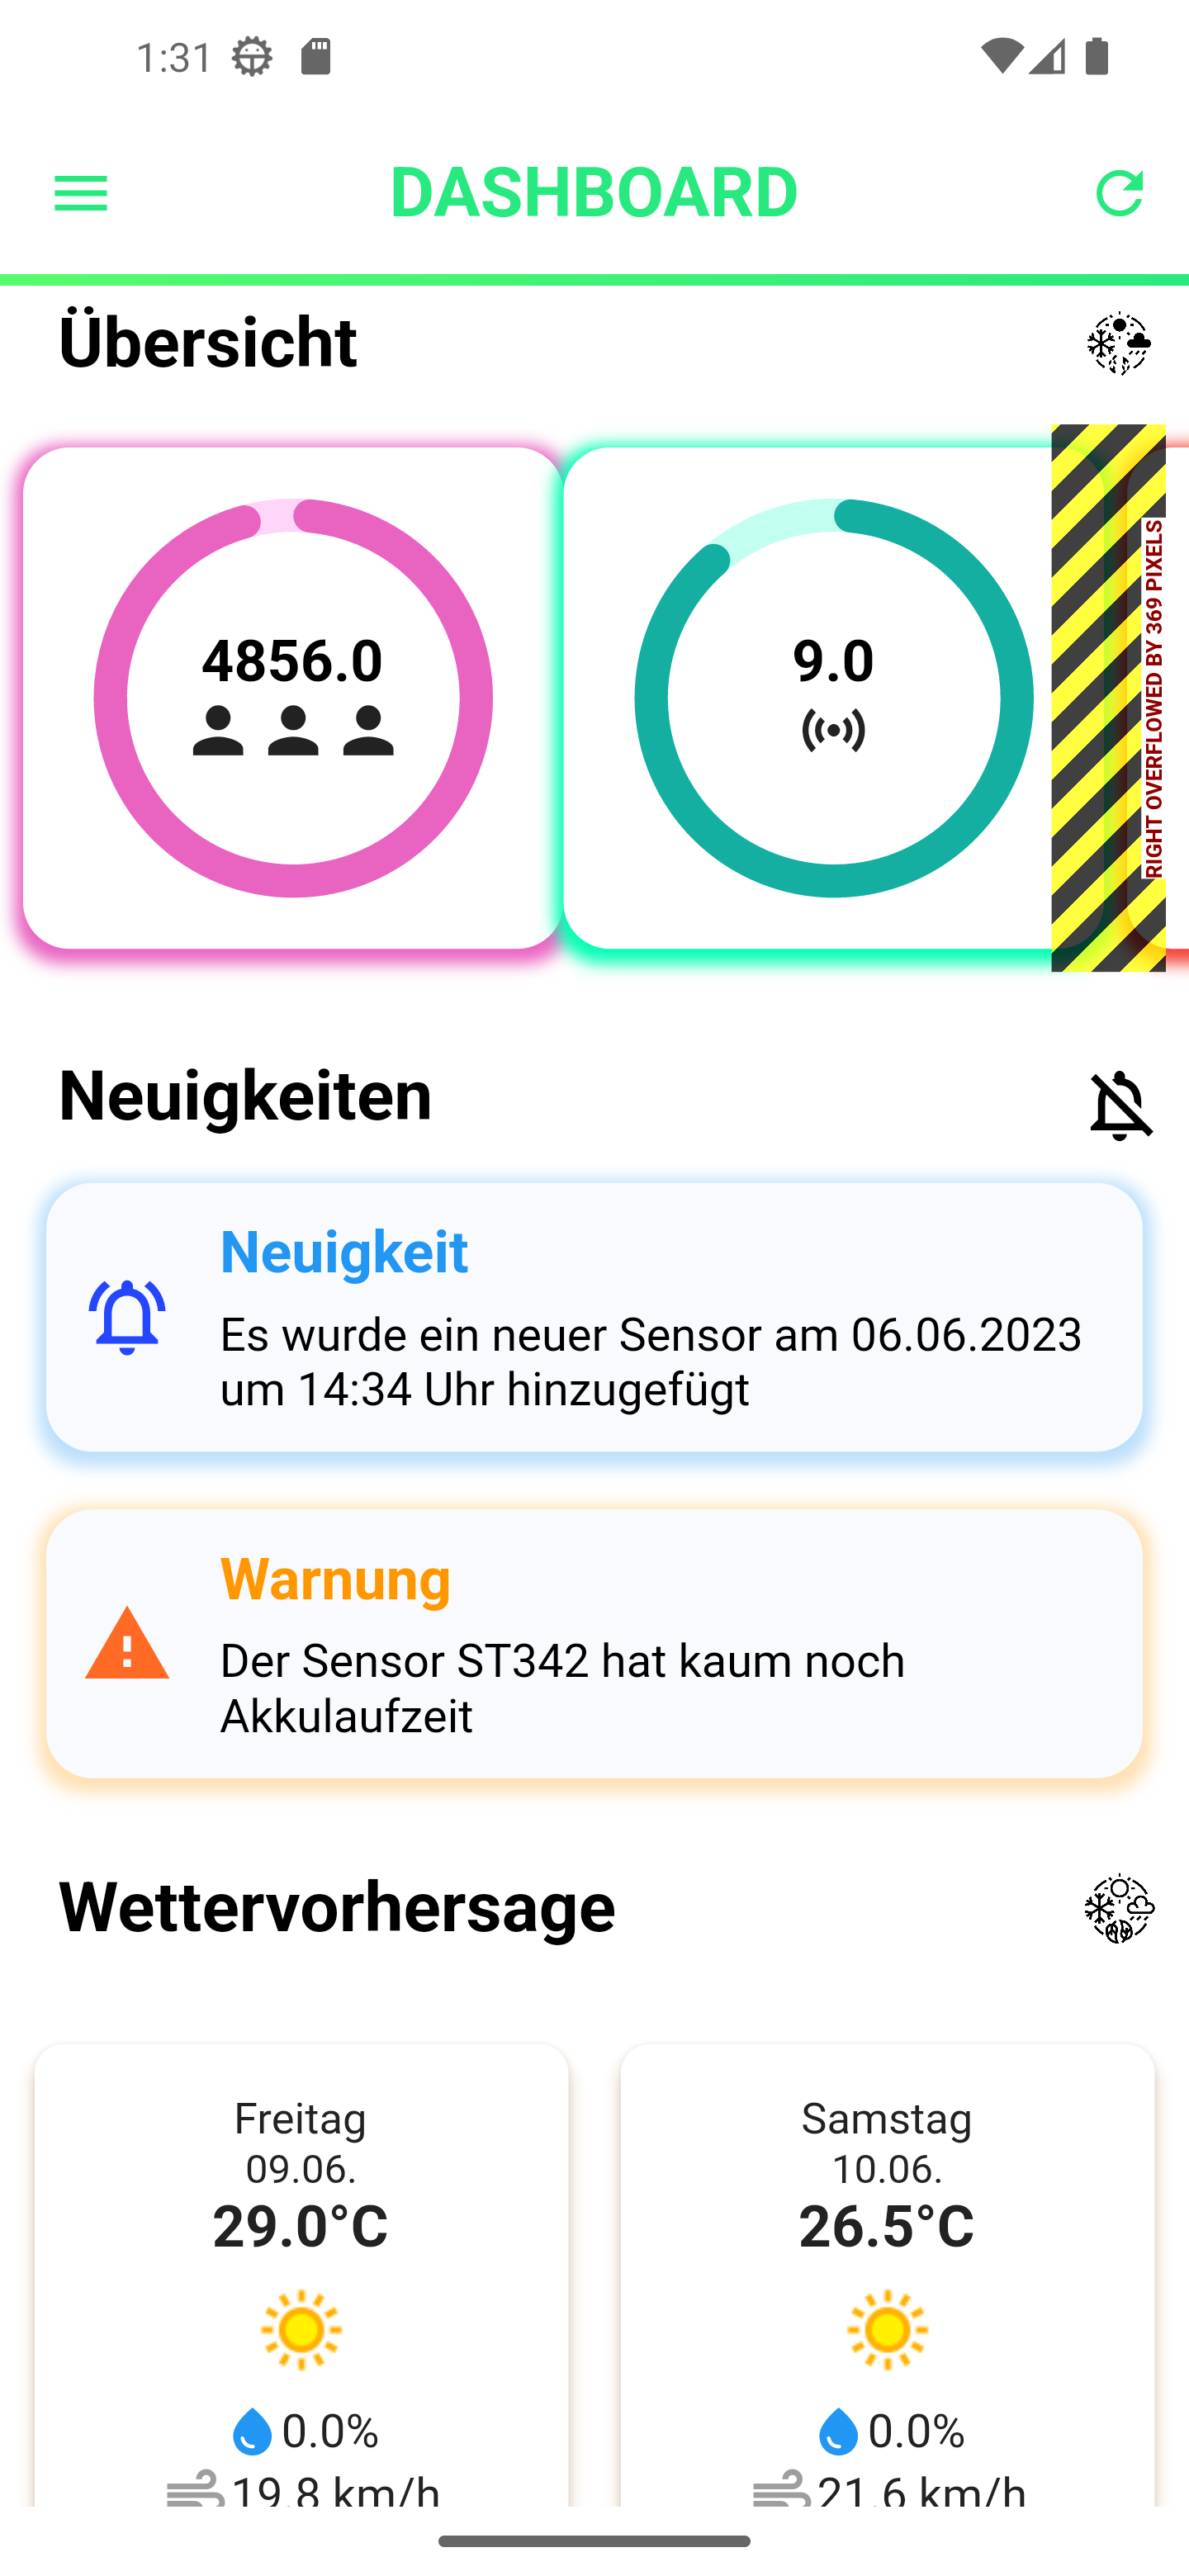 1:31
DASHBOARD
Übersicht
4856.0
9.0
RIGHT OVERFLOWED BY 369 PIXELS
Neuigkeiten
Neuigkeit
Es wurde ein neuer Sensor am 06.06.2023
um 14:34 Uhr hinzugefügt
Warnung
Der Sensor ST342 hat kaum noch
Akkulaufzeit
Wettervorhersage
Freitag
09.06.
29.0°C
0.0%
19.8 km/h
Samstag
10.06.
26.5°C
0.0%
21.6 km/h